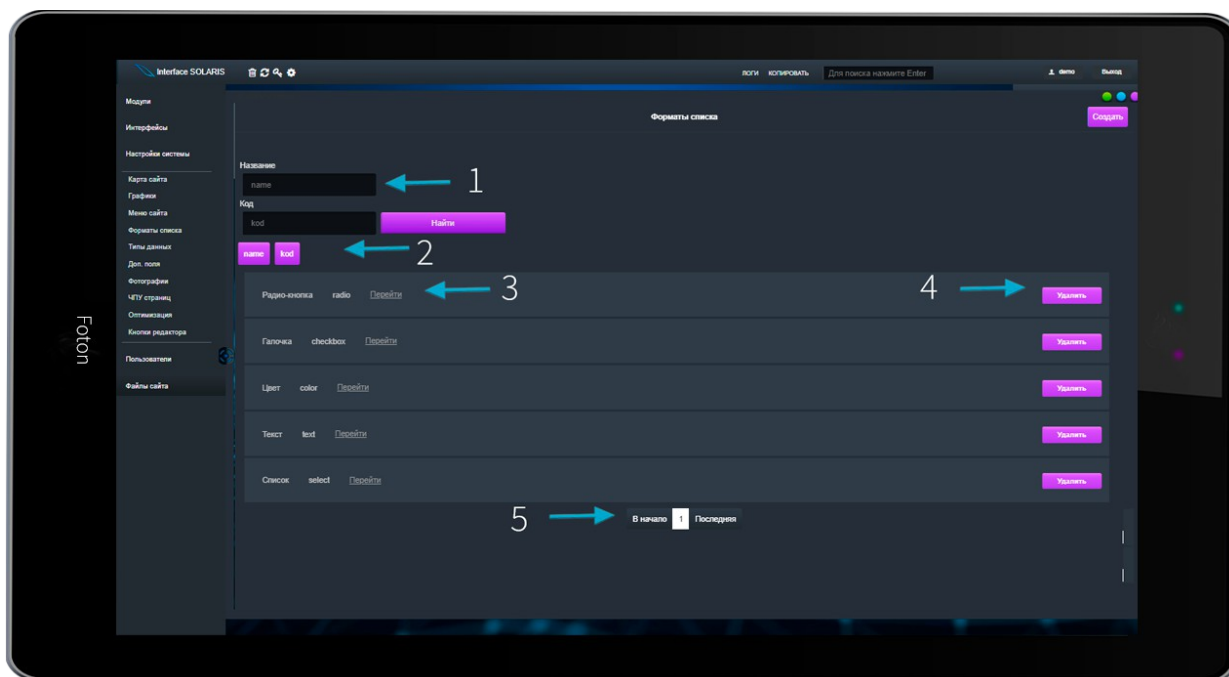 Interface SOLARIS
ЛОГИ КОПИРОВАТЬ Для поиска нажмите Enter demo Выход
Модули
Интерфейсы
Настройки системы
Карта сайта
Графики
Меню сайта
Форматы списка
Типы данных
Доп. поля
Фотографии
ЧПУ страниц
Оптимизация
Кнопки редактора
Пользователи
Файлы сайта
Foton
Форматы списка
Создать
Название
name
1
Код
kod
Найти
name kod
2
Радио-кнопка radio Перейти
3
4
Удалить
Галочка checkbox Перейти Удалить
Цвет color Перейти Удалить
Текст text Перейти Удалить
Список select Перейти Удалить
5
В начало 1 Последняя